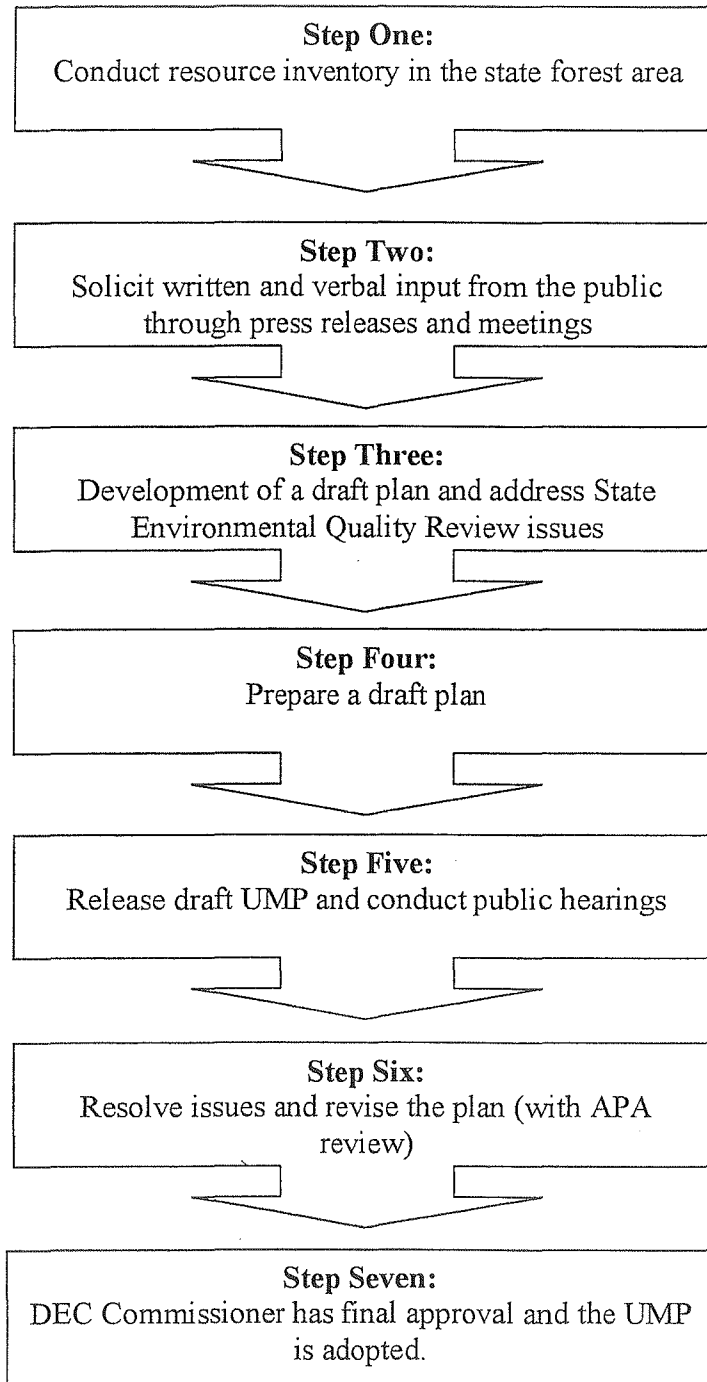 Step One:
Conduct resource inventory in the state forest area
Step Two:
Solicit written and verbal input from the public
through press releases and meetings
Step Three:
Development of a draft plan and address State
Environmental Quality Review issues
Step Four:
Prepare a draft plan
Step Five:
Release draft UMP and conduct public hearings
Step Six:
Resolve issues and revise the plan (with APA
review)
Step Seven:
DEC Commissioner has final approval and the UMP
is adopted.